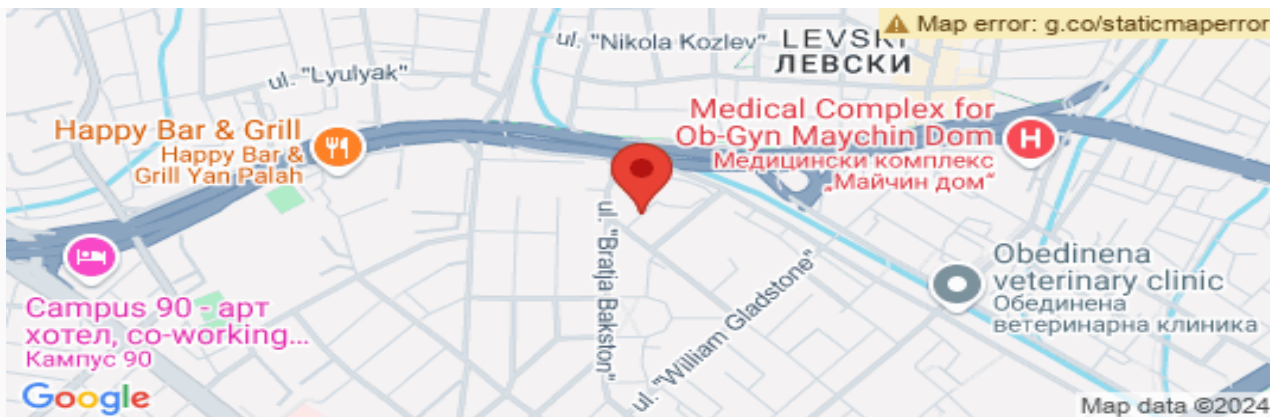 Map error: g.co/staticmaperror
ul. "Nikola Kozlev"
LEVSKI
ЛЕВСКИ
ul. "Lyulyak"
Medical Complex for
Ob-Gyn Maychin Dom
Медицински комплекс
„Майчин дом“
Happy Bar & Grill
Happy Bar &
Grill Yan Palah
ul. "Bratja Bakston"
ul. "William Gladstone"
Obedinena
veterinary clinic
Обединена
ветеринарна клиника
Campus 90 - арт
хотел, co-working...
Кампус 90
Google
Map data ©2024
H